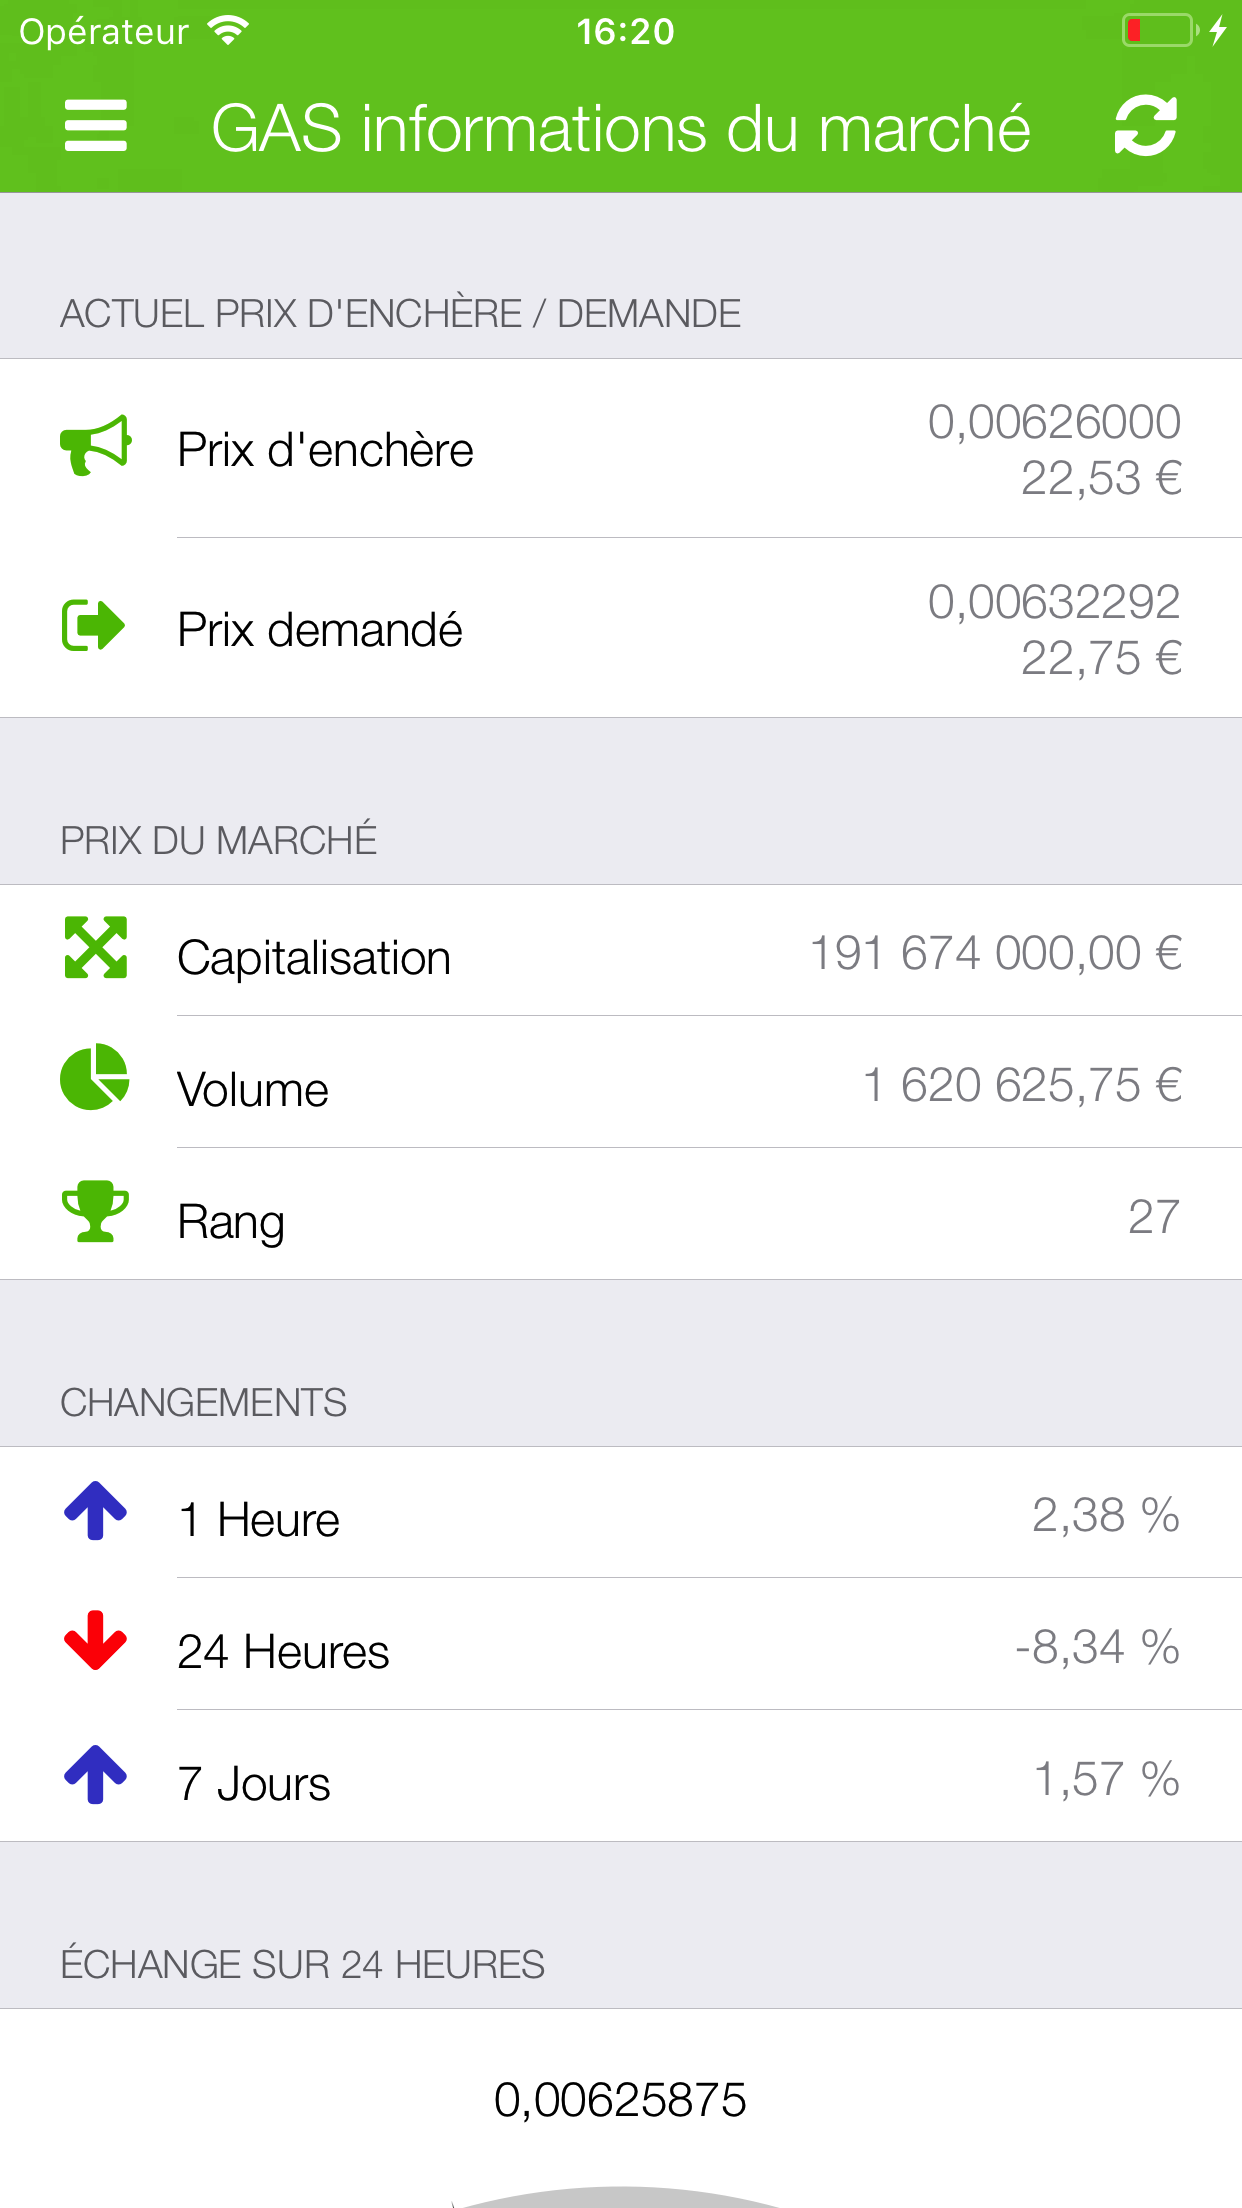 Opérateur 16:20
GAS informations du marché
ACTUEL PRIX D'ENCHÈRE / DEMANDE
Prix d'enchère 0,00626000
22,53 €
Prix demandé 0,00632292
22,75 €
PRIX DU MARCHÉ
Capitalisation 191 674 000,00 €
Volume 1 620 625,75 €
Rang 27
CHANGEMENTS
1 Heure 2,38 %
24 Heures -8,34 %
7 Jours 1,57 %
ÉCHANGE SUR 24 HEURES
0,00625875